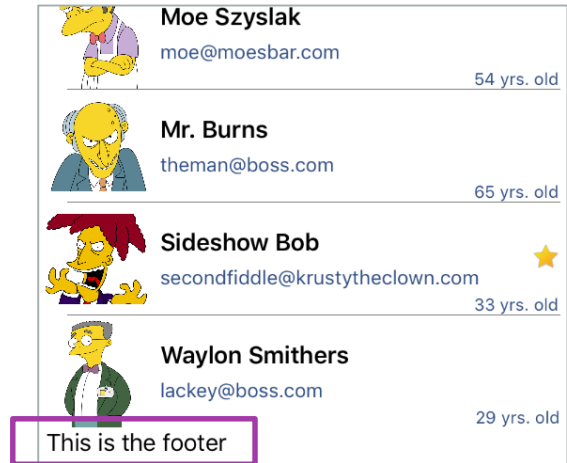 Moe Szyslak
moe@moesbar.com
54 yrs. old
Mr. Burns
theman@boss.com
65 yrs. old
Sideshow Bob
secondfiddle@krustytheclown.com
33 yrs. old
Waylon Smithers
lackey@boss.com
29 yrs. old
This is the footer